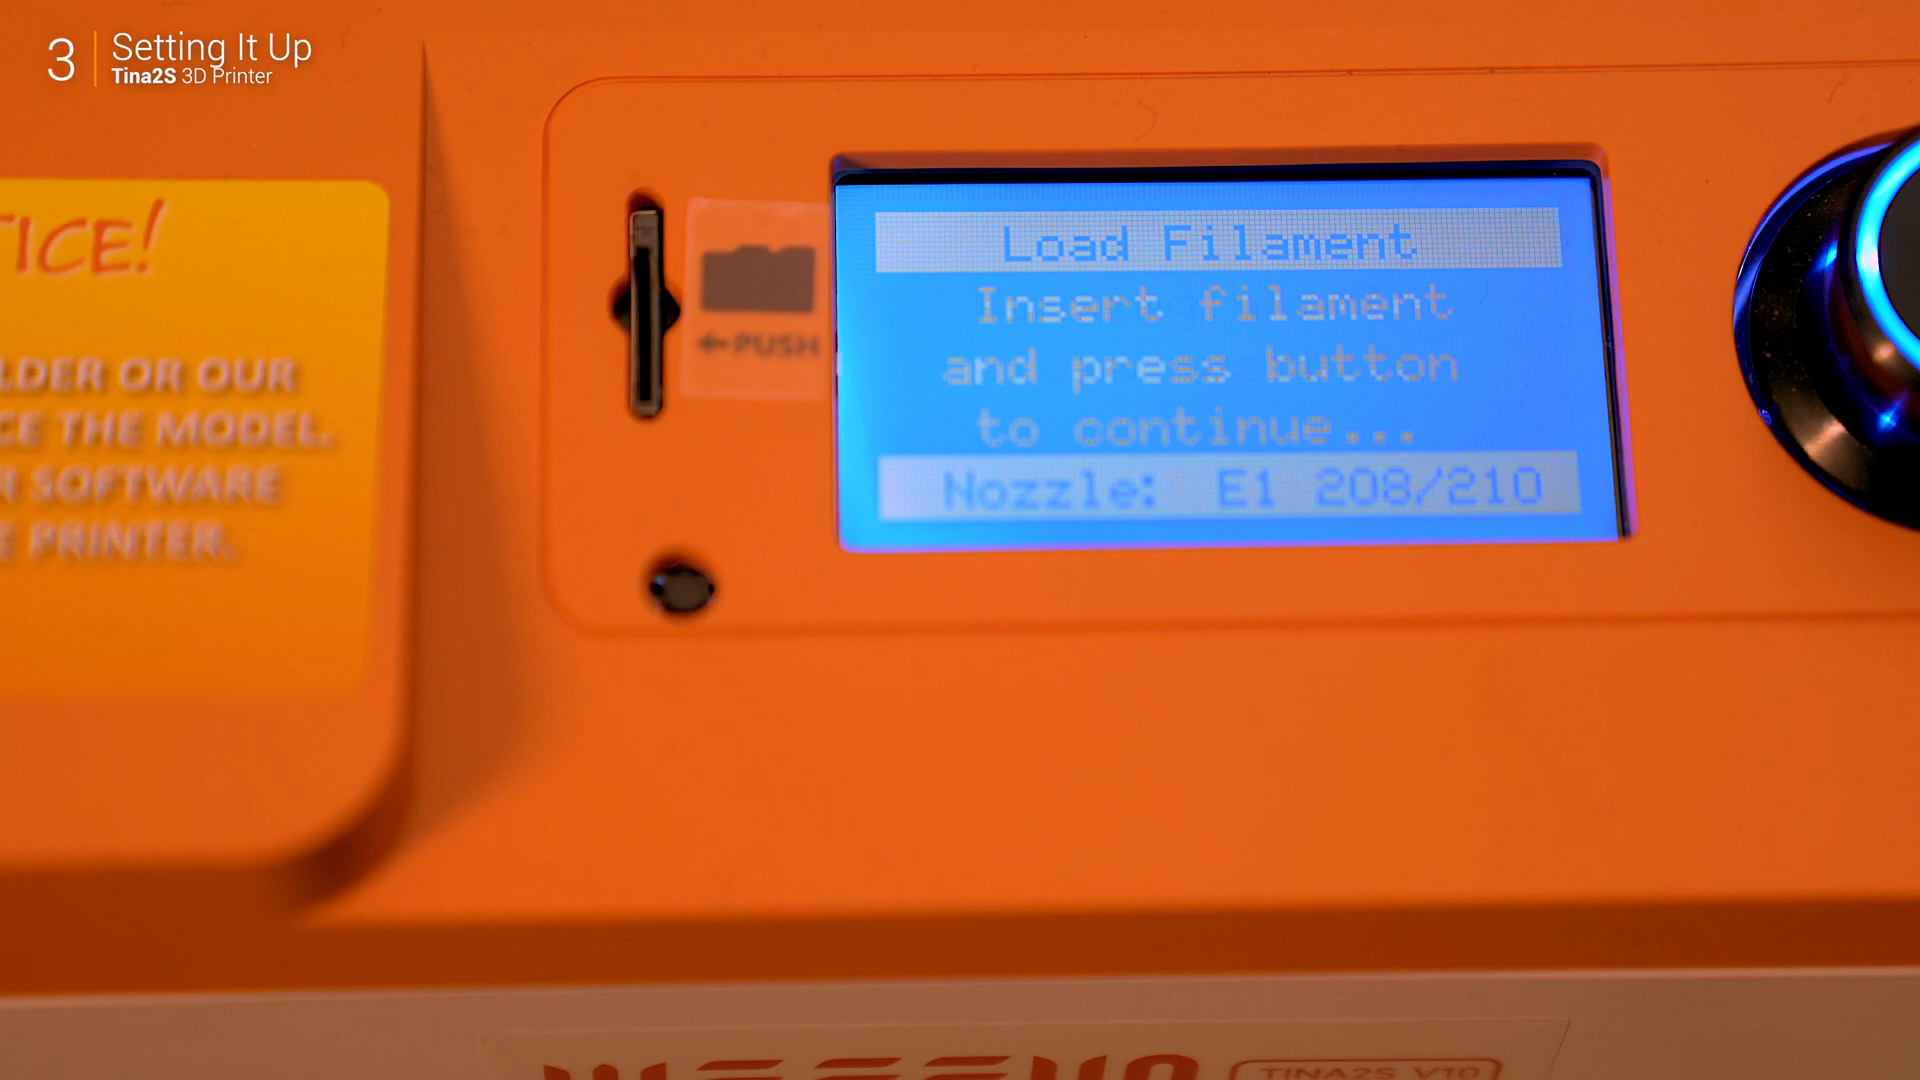 3
Setting It Up
Tina2S 3D Printer
TICE!
LDER OR OUR
CE THE MODEL.
R SOFTWARE
E PRINTER.
←PUSH
Load Filament
Insert filament
and press button
to continue...
Nozzle: E1 208/210
TINA2S V10